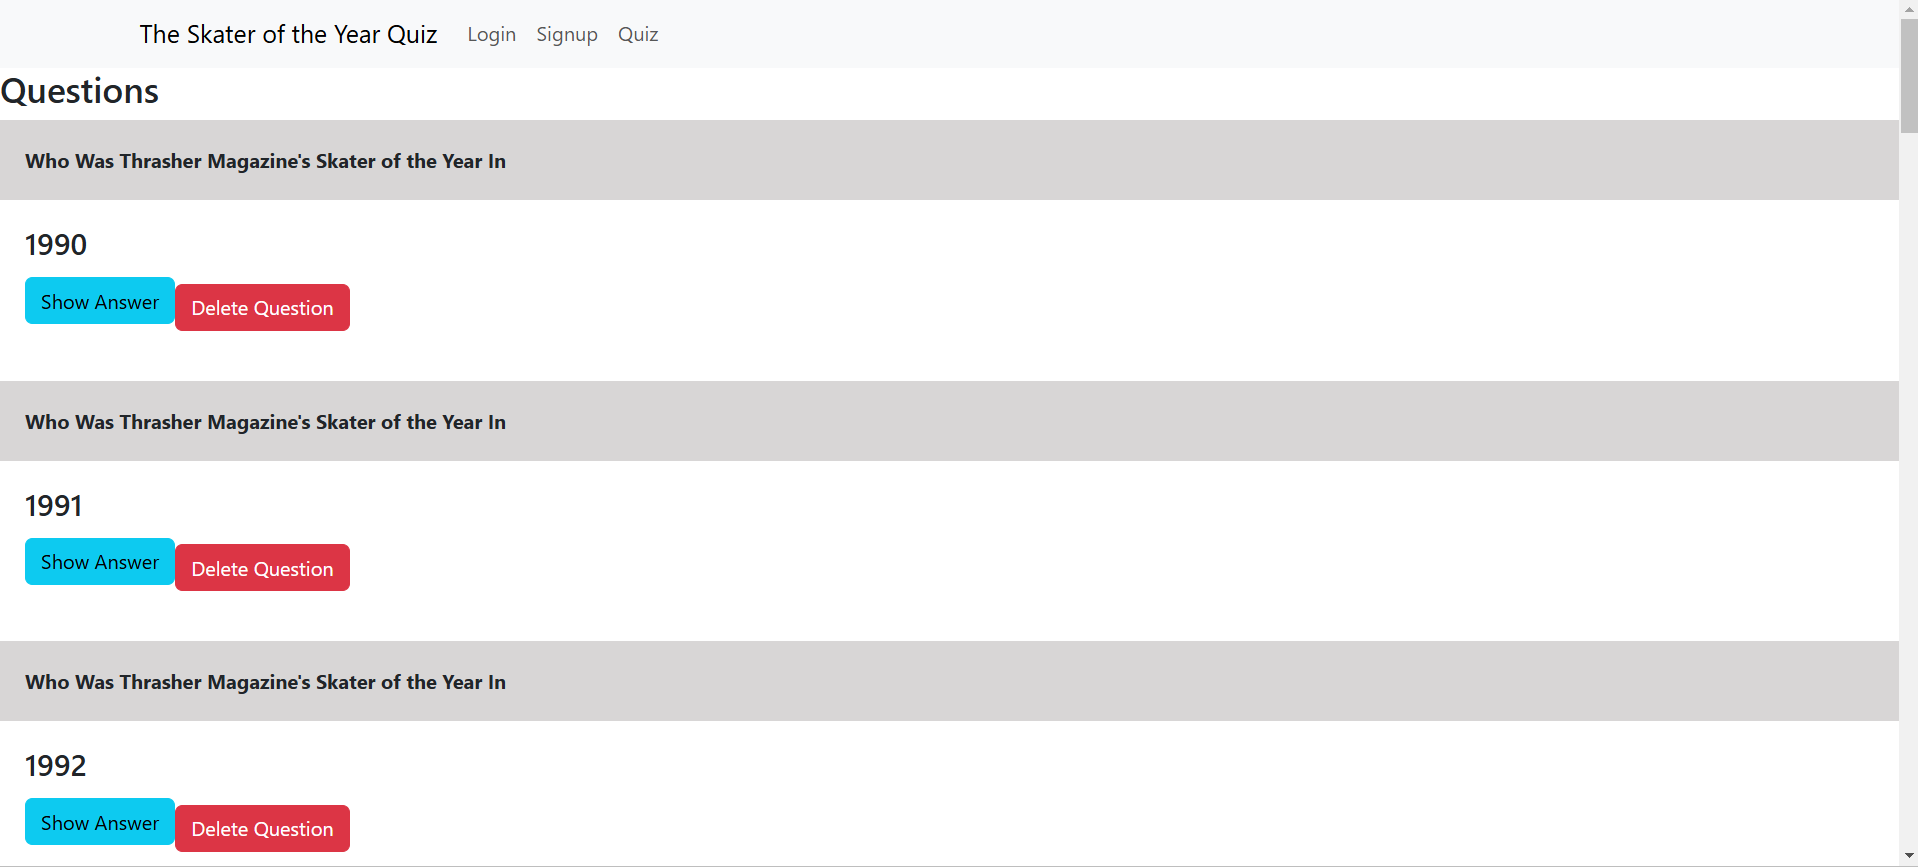 The Skater of the Year Quiz Login Signup Quiz
Questions
Who Was Thrasher Magazine's Skater of the Year In
1990
Show Answer Delete Question
Who Was Thrasher Magazine's Skater of the Year In
1991
Show Answer Delete Question
Who Was Thrasher Magazine's Skater of the Year In
1992
Show Answer Delete Question